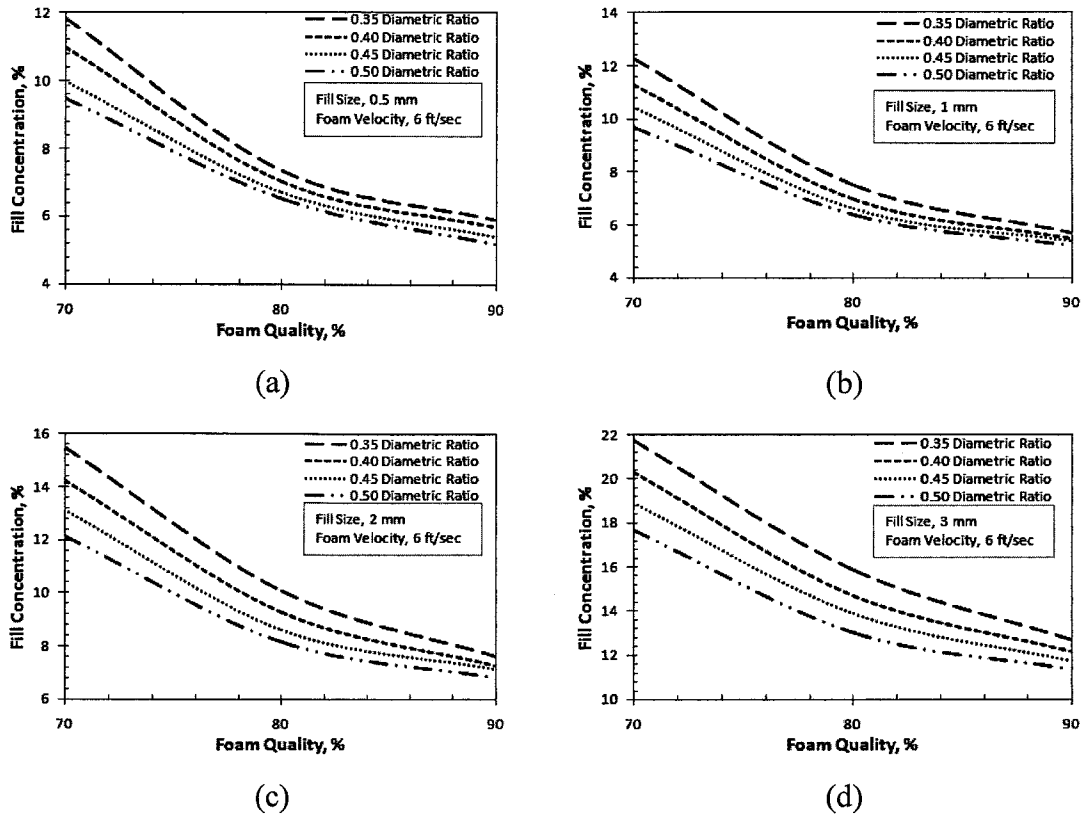 12
10
8
6
4
Fill Concentration, %
0.35 Diametric Ratio
0.40 Diametric Ratio
0.45 Diametric Ratio
0.50 Diametric Ratio
Fill Size, 0.5 mm
Foam Velocity, 6 ft/sec
70 80 90
Foam Quality, %
(a)
14
12
10
8
6
4
Fill Concentration, %
0.35 Diametric Ratio
0.40 Diametric Ratio
0.45 Diametric Ratio
0.50 Diametric Ratio
Fill Size, 1 mm
Foam Velocity, 6 ft/sec
70 80 90
Foam Quality, %
(b)
16
14
12
10
8
6
Fill Concentration, %
0.35 Diametric Ratio
0.40 Diametric Ratio
0.45 Diametric Ratio
0.50 Diametric Ratio
Fill Size, 2 mm
Foam Velocity, 6 ft/sec
70 80 90
Foam Quality, %
(c)
22
20
18
16
14
12
10
Fill Concentration, %
0.35 Diametric Ratio
0.40 Diametric Ratio
0.45 Diametric Ratio
0.50 Diametric Ratio
Fill Size, 3 mm
Foam Velocity, 6 ft/sec
70 80 90
Foam Quality, %
(d)